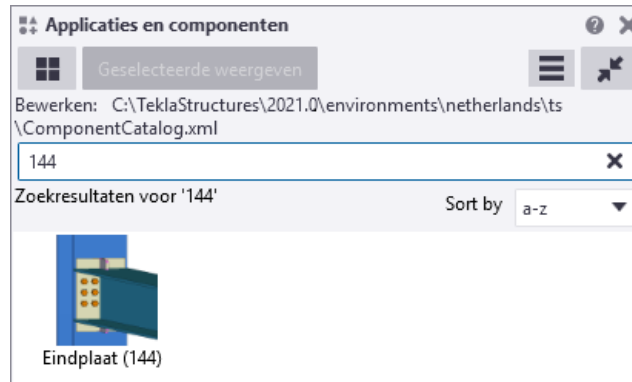 Applicaties en componenten
Geselecteerde weergeven
Bewerken: C:\TeklaStructures\2021.0\environments\netherlands\ts
\ComponentCatalog.xml
144
Zoekresultaten voor '144'
Sort by a-z
Eindplaat (144)